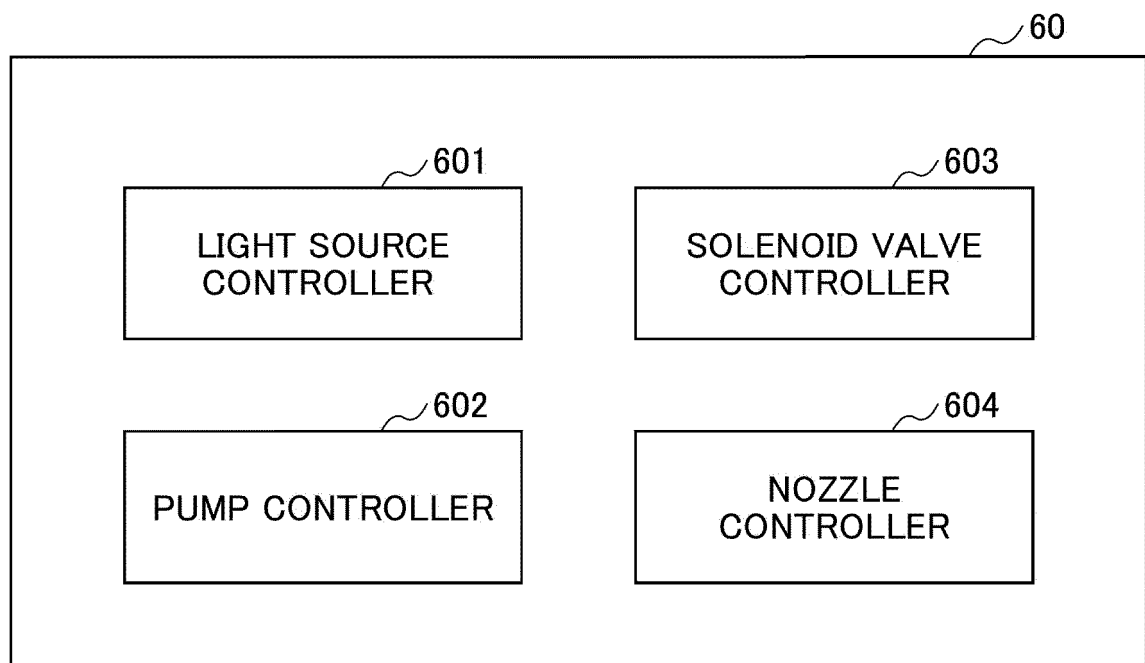 60
601
LIGHT SOURCE
CONTROLLER
603
SOLENOID VALVE
CONTROLLER
602
PUMP CONTROLLER
604
NOZZLE
CONTROLLER